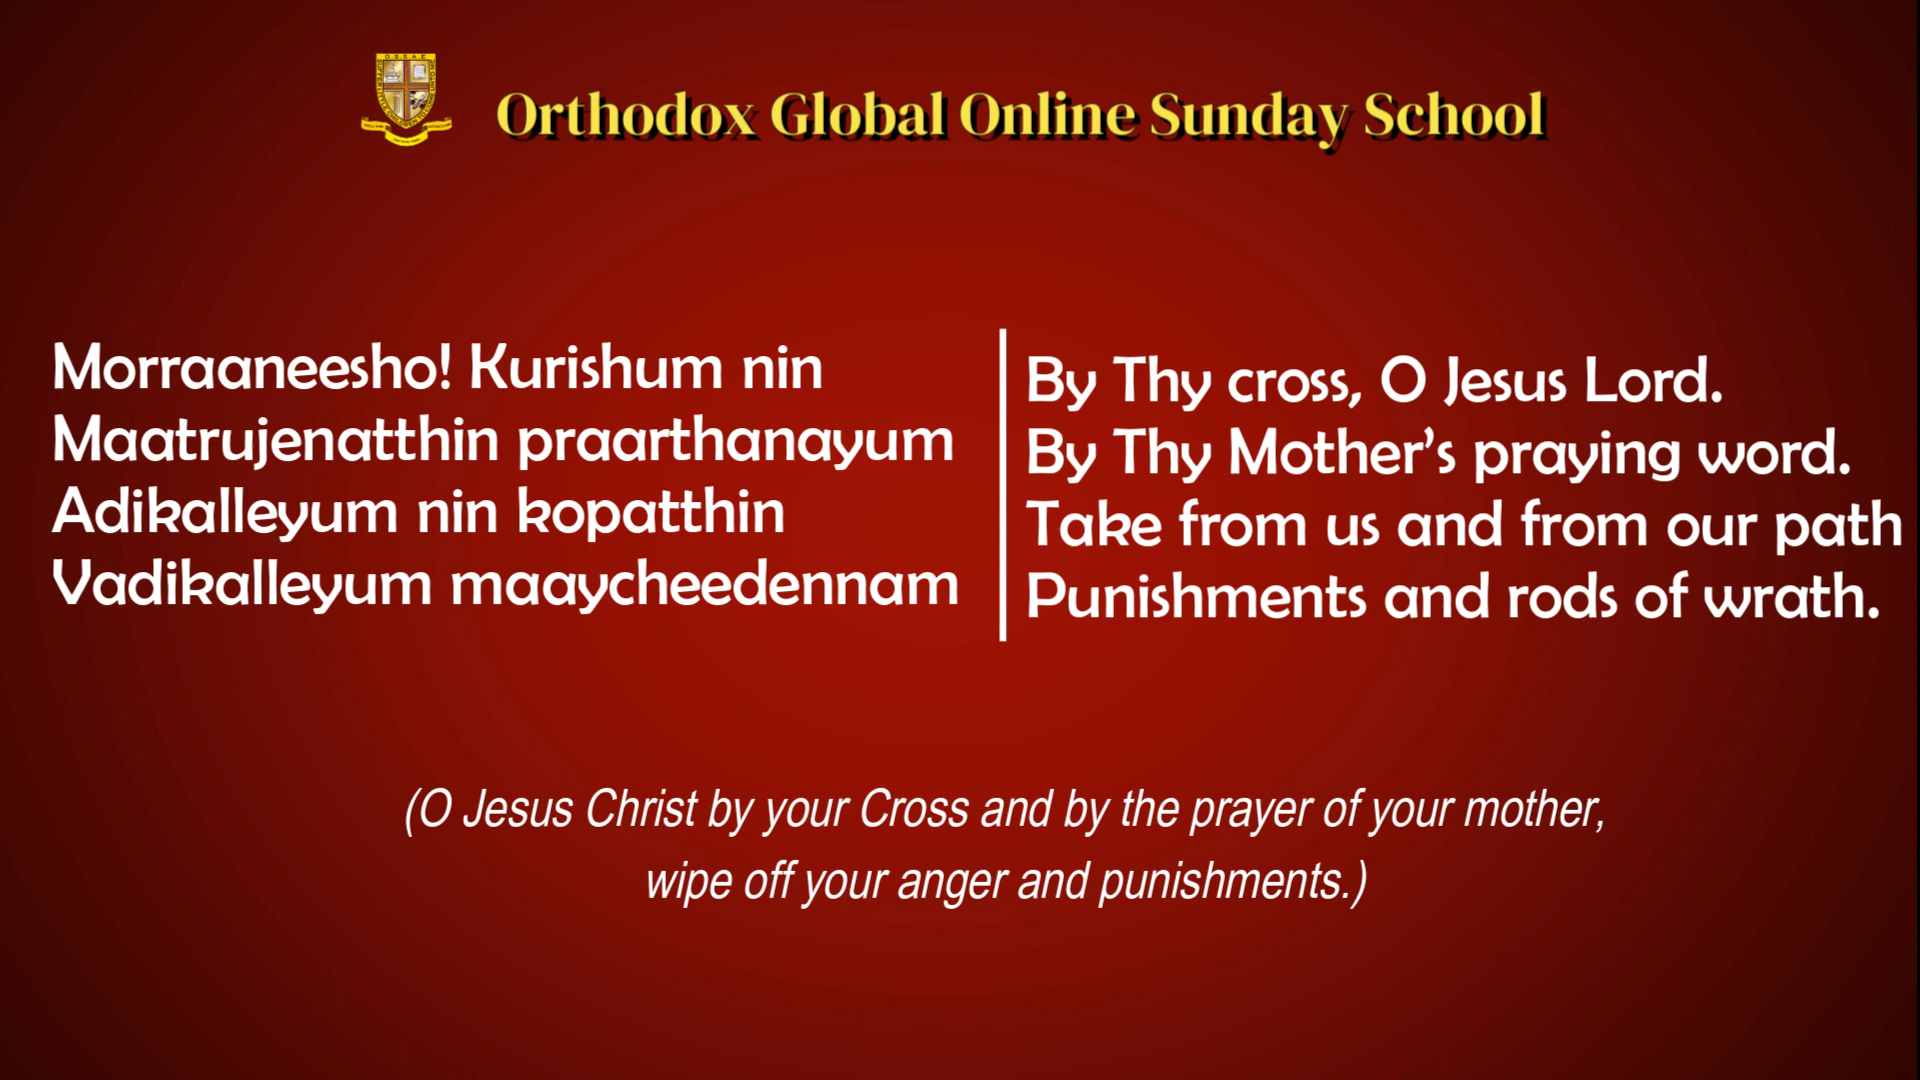 Orthodox Global Online Sunday School
Morraaneesho! Kurishum nin
Maatrujenatthin praarthanayum
Adikalleyum nin kopatthin
Vadikalleyum maaycheedennam
By Thy cross, O Jesus Lord.
By Thy Mother's praying word.
Take from us and from our path
Punishments and rods of wrath.
(O Jesus Christ by your Cross and by the prayer of your mother,
wipe off your anger and punishments.)